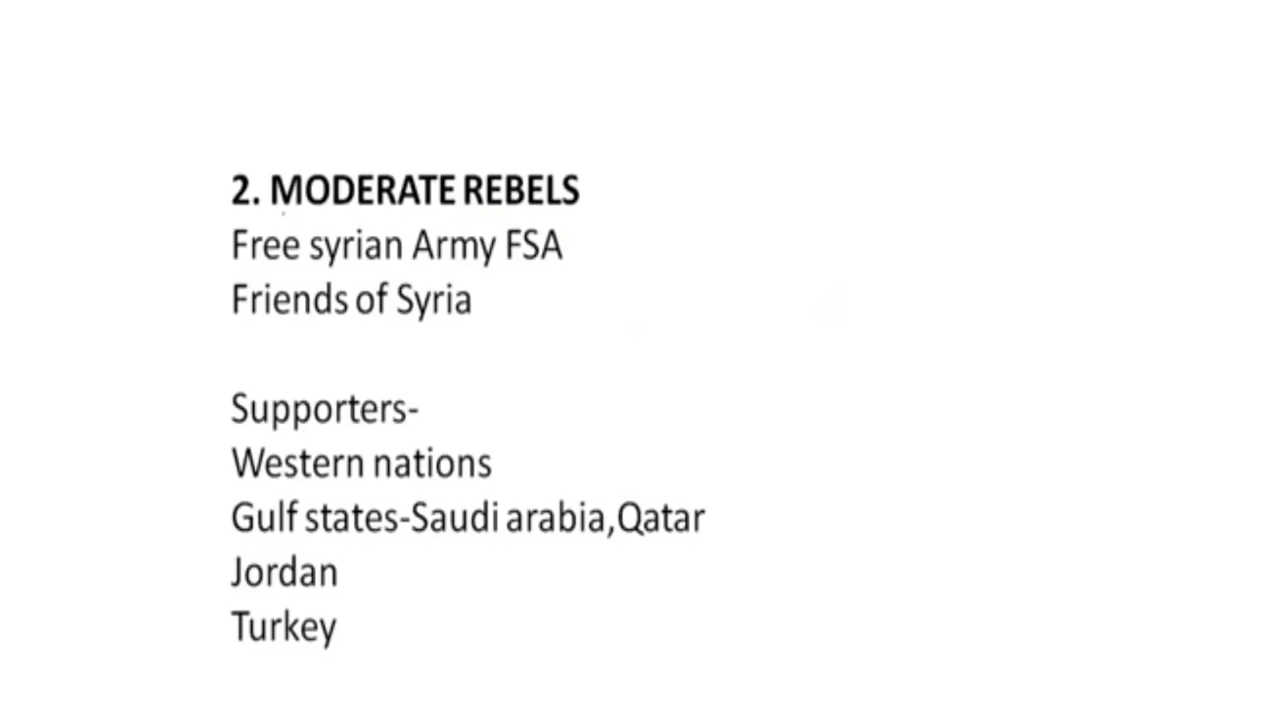 2. MODERATE REBELS
Free syrian Army FSA
Friends of Syria
Supporters-
Western nations
Gulf states-Saudi arabia,Qatar
Jordan
Turkey